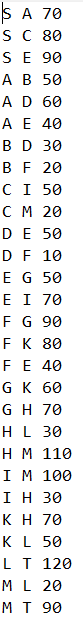 S A 70
S C 80
S E 90
A B 50
A D 60
A E 40
B D 30
B F 20
C I 50
C M 20
D E 50
D F 10
E G 50
E I 70
F G 90
F K 80
F E 40
G K 60
G H 70
H L 30
H M 110
I M 100
I H 30
K H 70
K L 50
L T 120
M L 20
M T 90